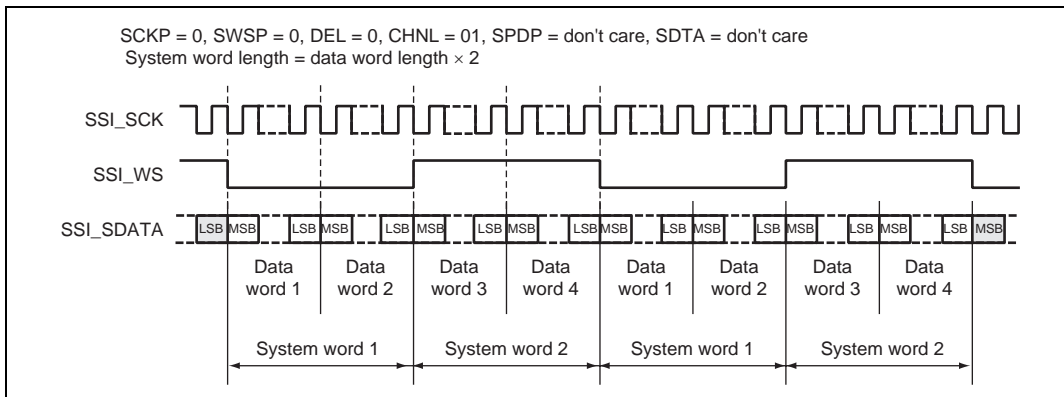 SCKP = 0, SWSP = 0, DEL = 0, CHNL = 01, SPDP = don't care, SDTA = don't care
System word length = data word length × 2
SSI_SCK
SSI_WS
SSI_SDATA
LSB MSB LSB MSB LSB MSB LSB MSB LSB MSB LSB MSB LSB MSB LSB MSB LSB MSB
Data word 1
Data word 2
Data word 3
Data word 4
Data word 1
Data word 2
Data word 3
Data word 4
System word 1
System word 2
System word 1
System word 2